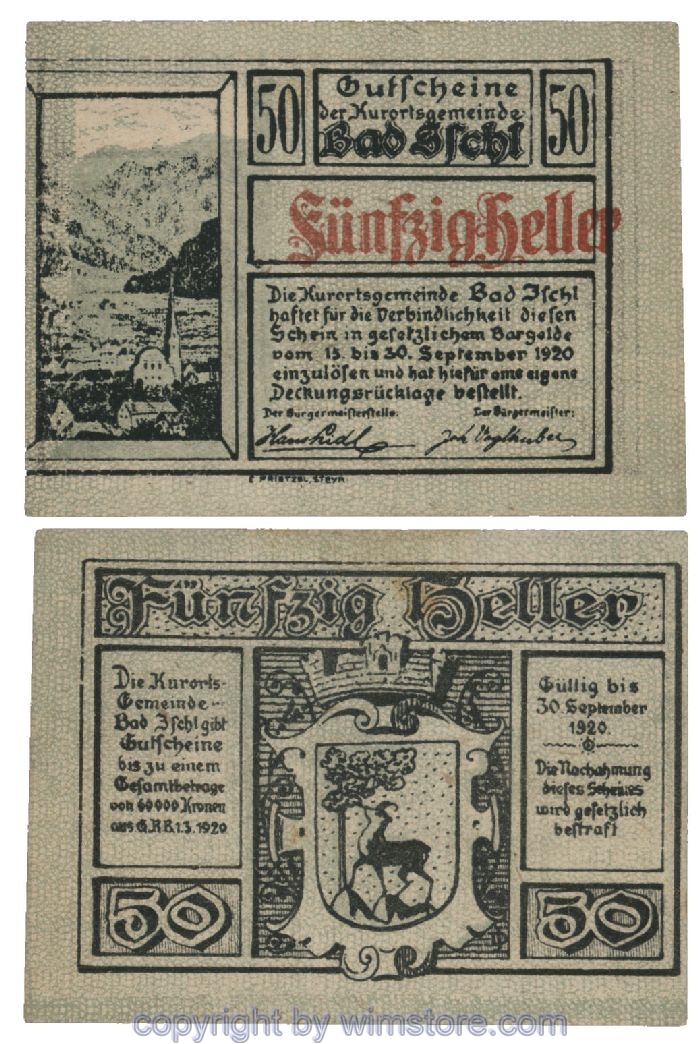 50
Gutscheine
der Kurortsgemeinde
Bad Ischl
50
Fünfzig Heller
Die Kurortsgemeinde Bad Ischl
haftet für die Verbindlichkeit diesen
Schein in gesetzlichem Bargelde
vom 15. bis 30. September 1920
einzulösen und hat hiefür eine eigene
Deckungsrücklage bestellt.
Der Bürgermeisterstellv.: Der Bürgermeister:
E. PRIETZEL, STEYR.
Fünfzig Heller
Die Kurorts-
Gemeinde
Bad Ischl gibt
Gutscheine
bis zu einem
Gesamtbetrage
von 60000 Kronen
aus G.R.B. 1.3. 1920
Gültig bis
30. September
1920.
Die Nachahmung
dieses Scheines
wird gesetzlich
bestraft
50
50
copyright by wimstore.com